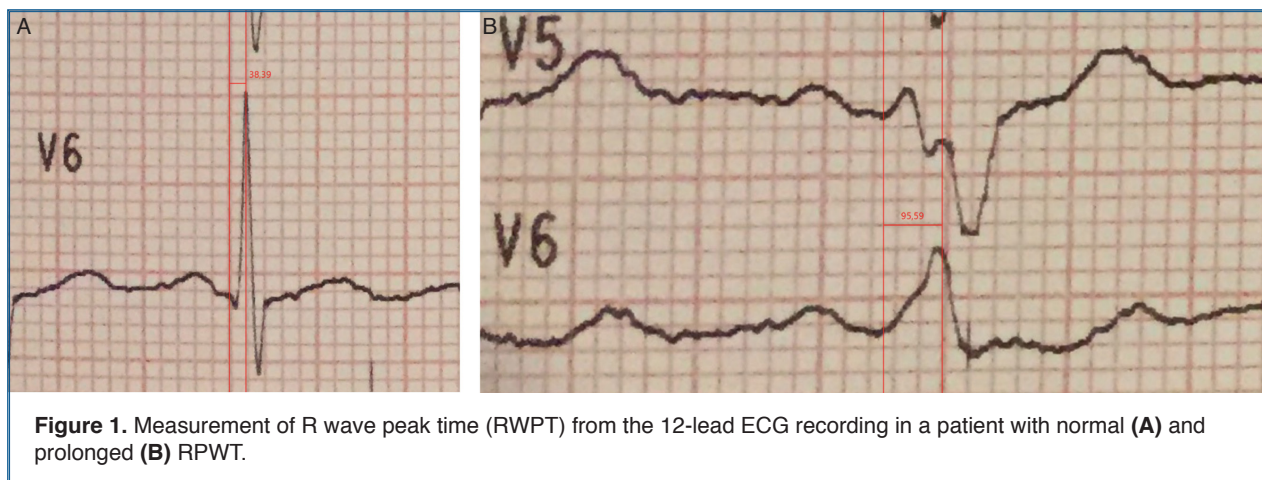 A
38,39
V6
B
V5
95,59
V6
Figure 1. Measurement of R wave peak time (RWPT) from the 12-lead ECG recording in a patient with normal (A) and
prolonged (B) RPWT.